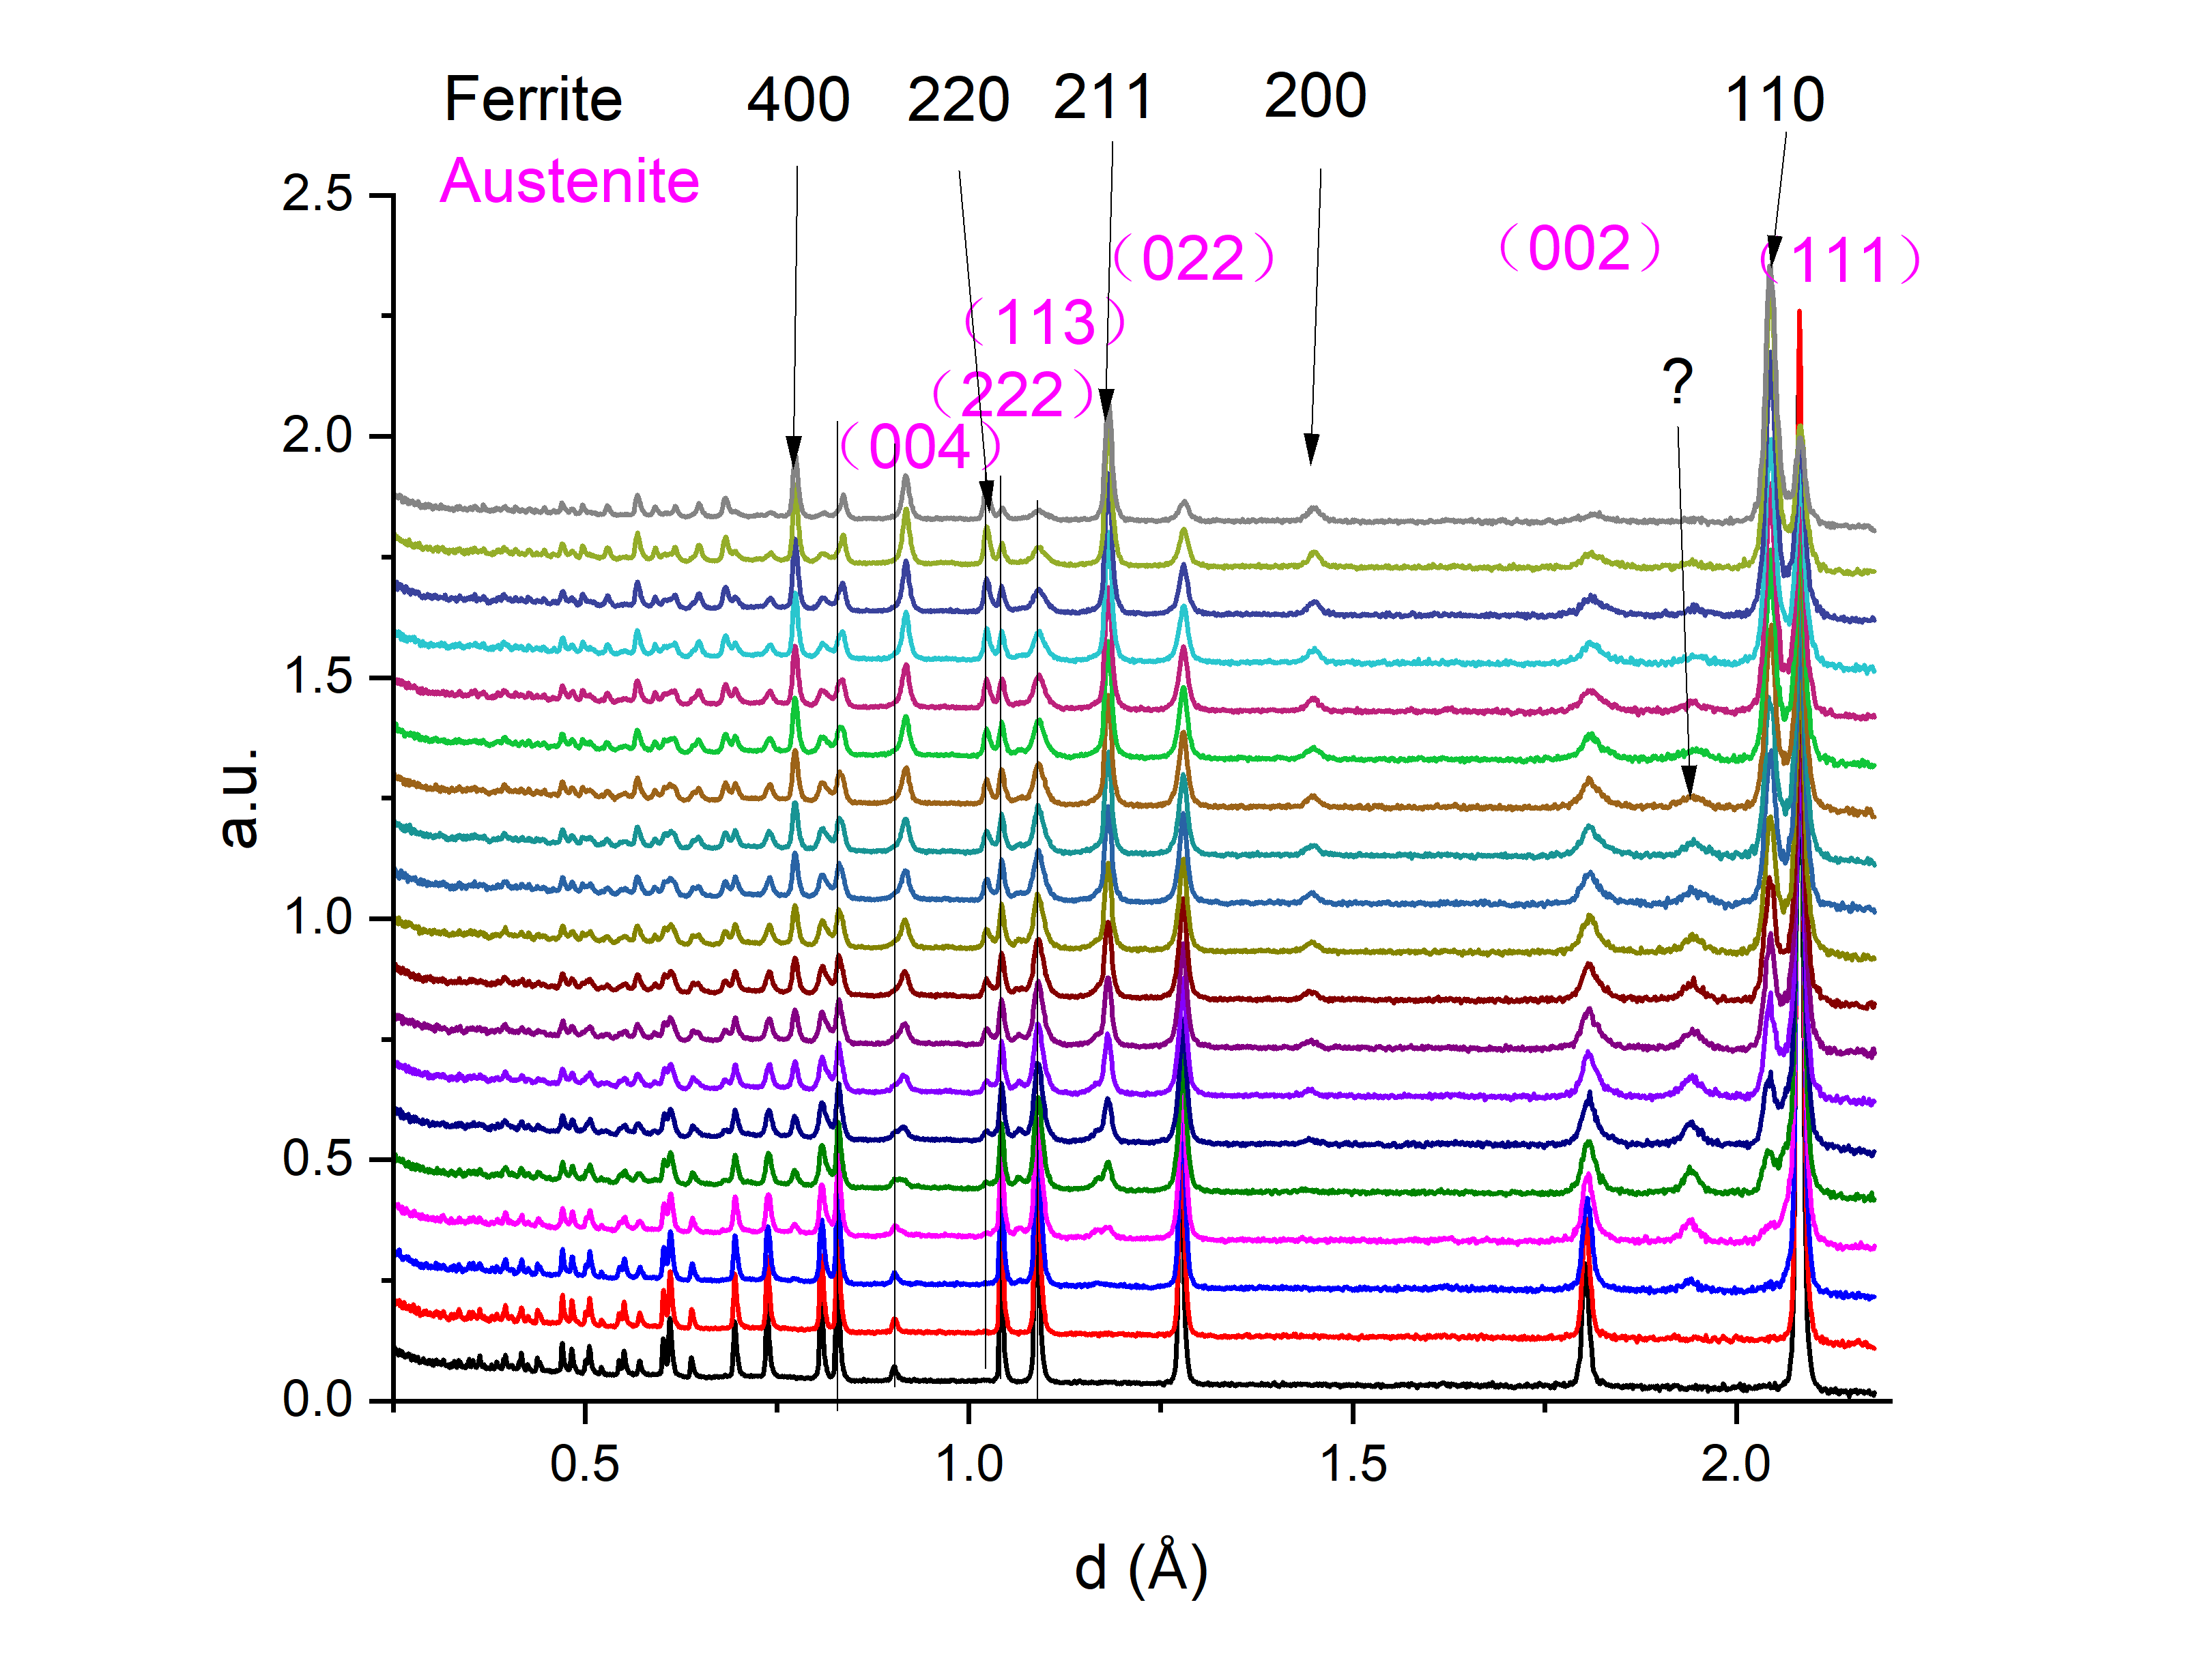 Ferrite 400 220 211 200 110
Austenite
（022） （002） （111）
（113）
（222）
（004）
?
2.5
2.0
1.5
1.0
0.5
0.0
a.u.
0.5 1.0 1.5 2.0
d (Å)